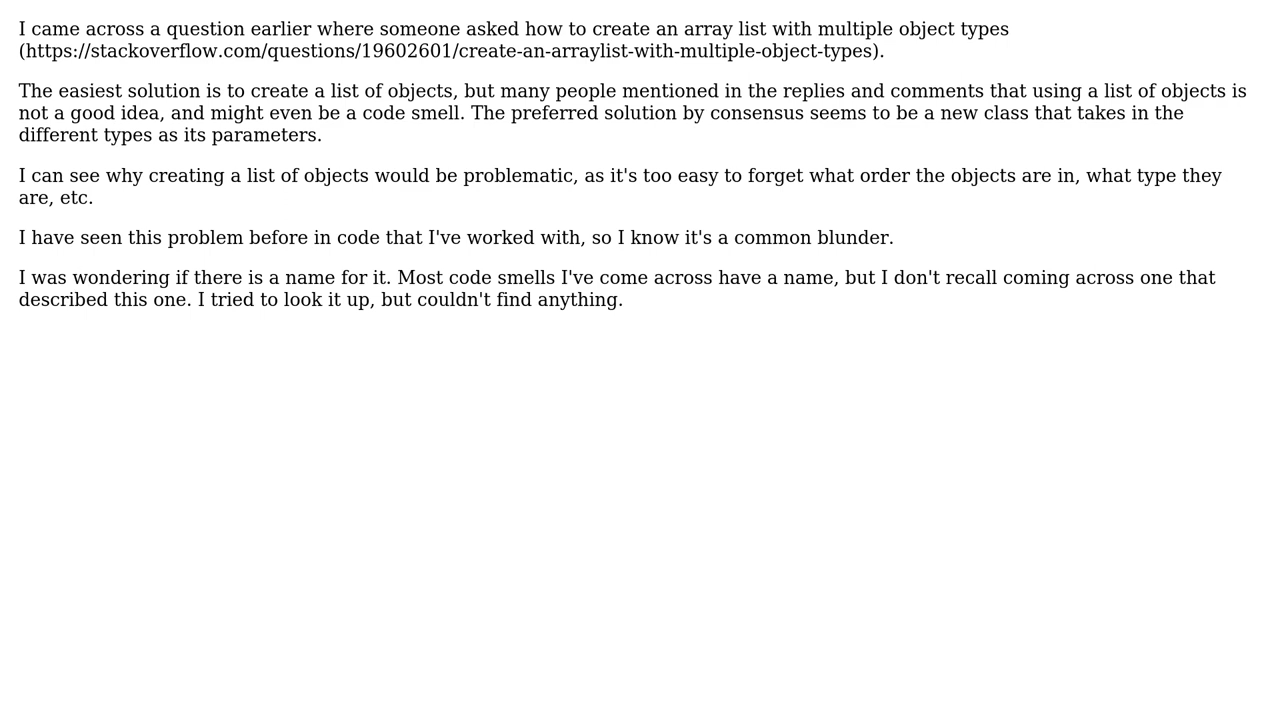 I came across a question earlier where someone asked how to create an array list with multiple object types
(https://stackoverflow.com/questions/19602601/create-an-arraylist-with-multiple-object-types).
The easiest solution is to create a list of objects, but many people mentioned in the replies and comments that using a list of objects is
not a good idea, and might even be a code smell. The preferred solution by consensus seems to be a new class that takes in the
different types as its parameters.
I can see why creating a list of objects would be problematic, as it's too easy to forget what order the objects are in, what type they
are, etc.
I have seen this problem before in code that I've worked with, so I know it's a common blunder.
I was wondering if there is a name for it. Most code smells I've come across have a name, but I don't recall coming across one that
described this one. I tried to look it up, but couldn't find anything.